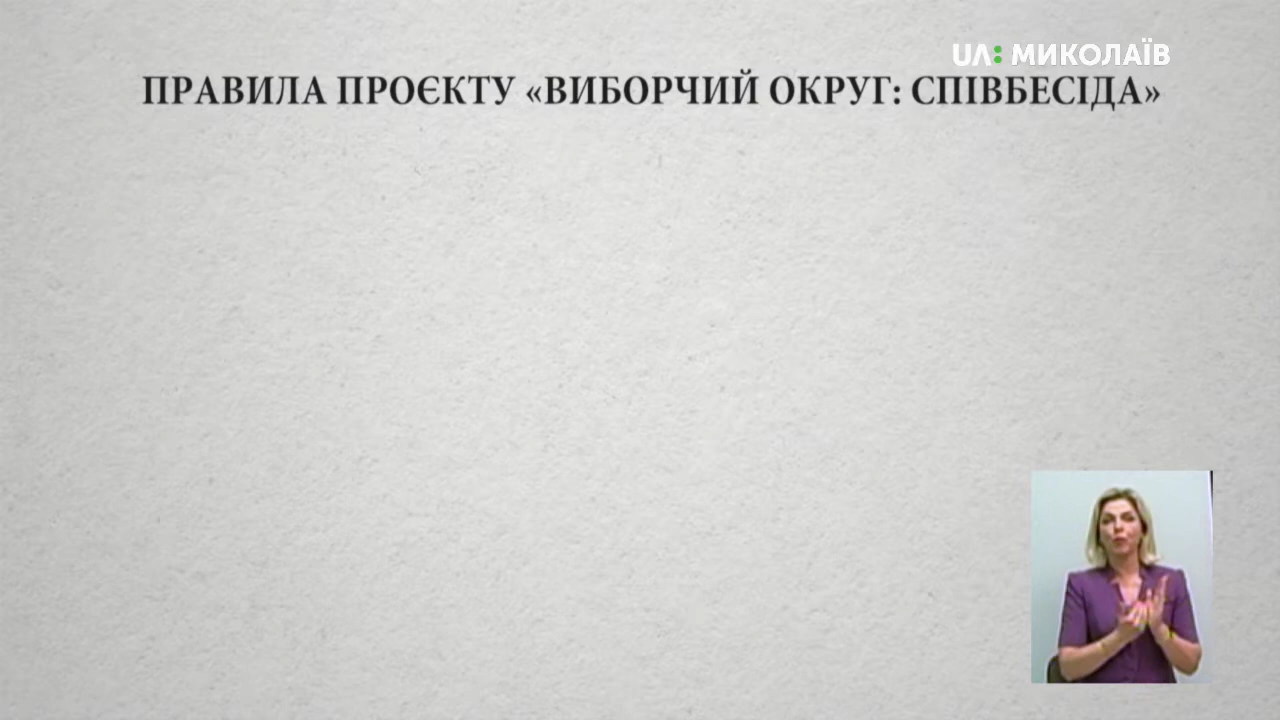 UA: МИКОЛАЇВ
ПРАВИЛА ПРОЄКТУ «ВИБОРЧИЙ ОКРУГ: СПІВБЕСІДА»